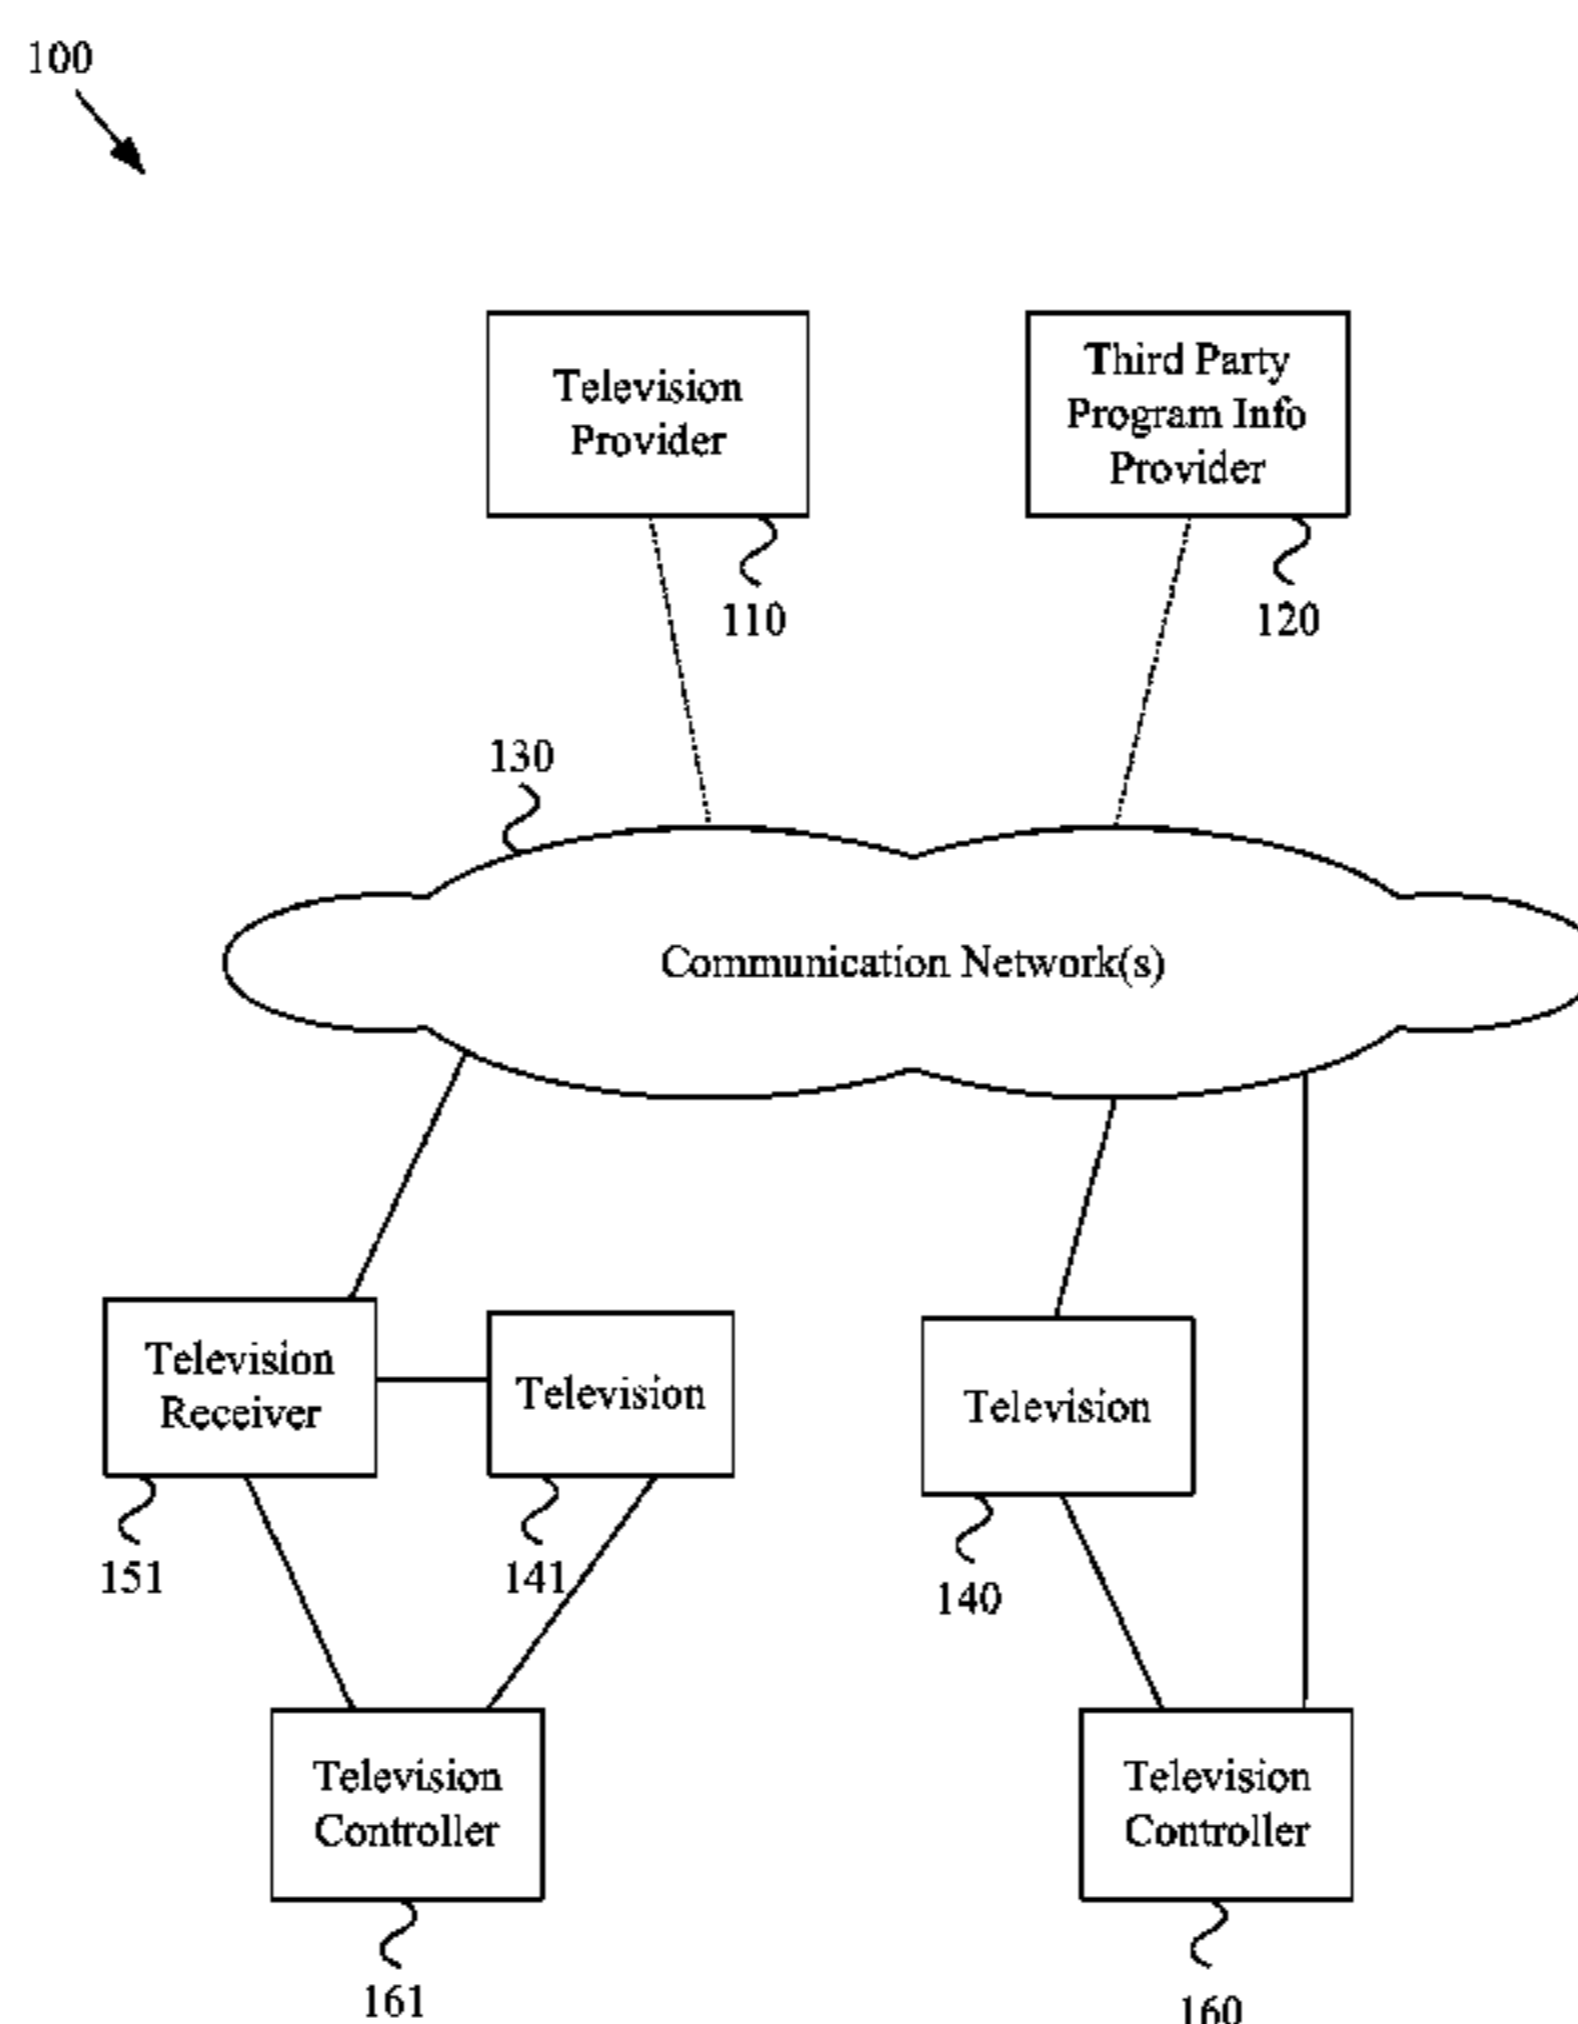 100
Television
Provider
Third Party
Program Info
Provider
110
120
130
Communication Network(s)
Television
Receiver
Television
Television
151
141
140
Television
Controller
Television
Controller
161
160